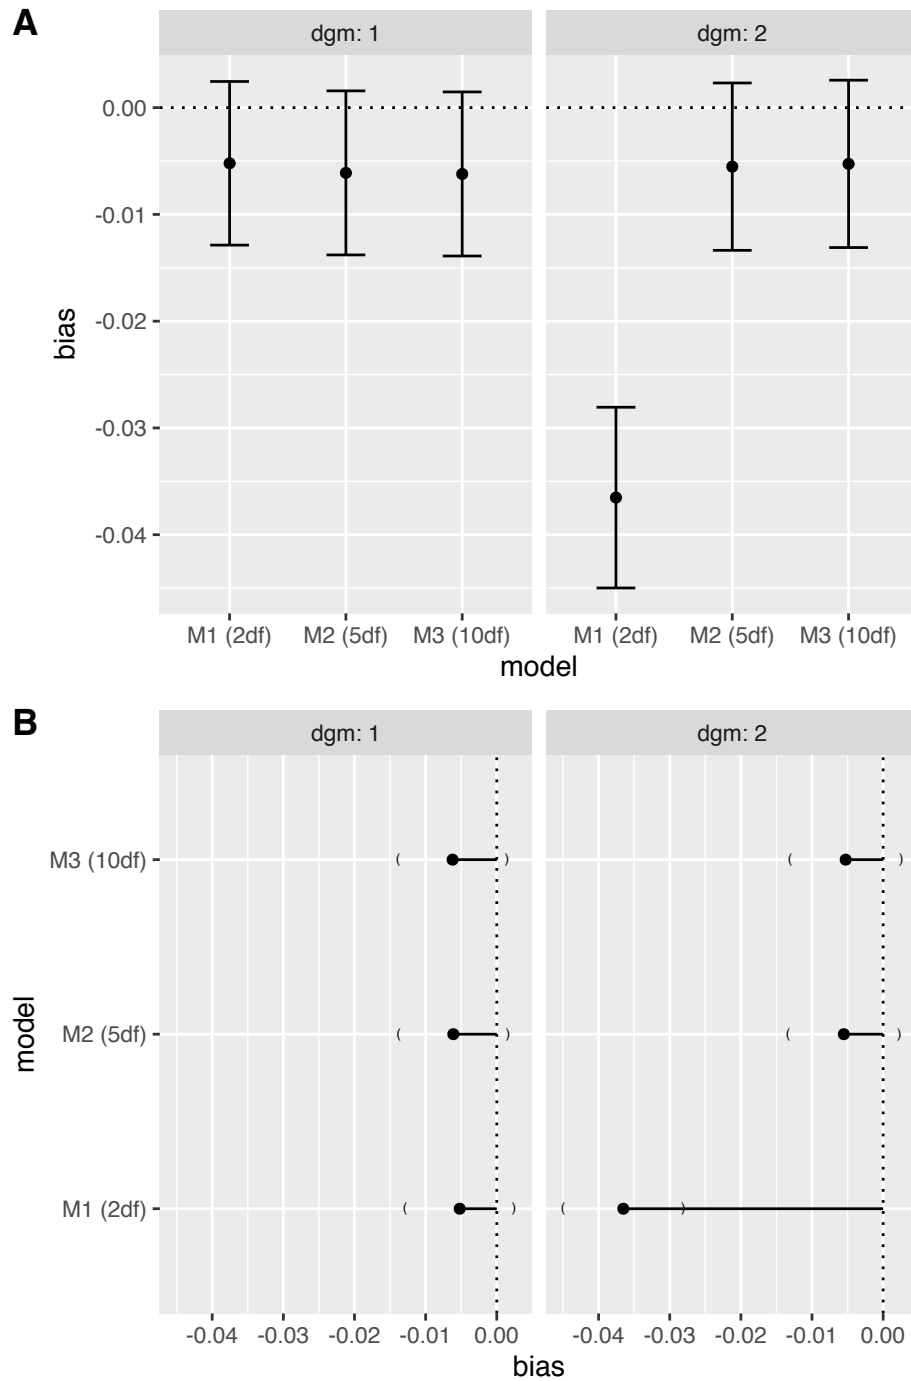 A
dgm: 1 dgm: 2
0.00
-0.01
-0.02
-0.03
-0.04
bias
M1 (2df) M2 (5df) M3 (10df) M1 (2df) M2 (5df) M3 (10df)
model
B
dgm: 1 dgm: 2
M3 (10df) ( ) ( )
M2 (5df) ( ) ( )
M1 (2df) ( ) ( )
model
-0.04 -0.03 -0.02 -0.01 0.00 -0.04 -0.03 -0.02 -0.01 0.00
bias